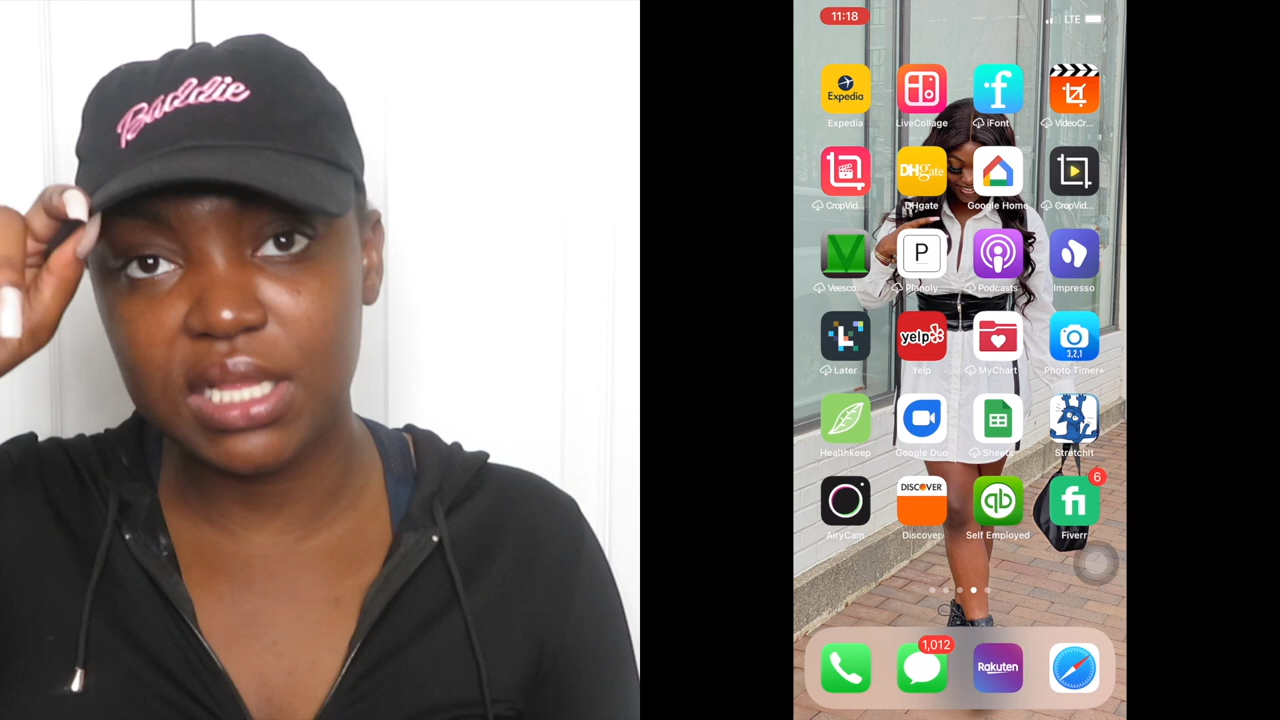 Baddie
11:18
LTE
Expedia
f
Expedia
LiveCollage
iFont
VideoCr...
DHgate
CropVid...
DHgate
Google Home
CropVid...
V
P
Veesco...
Planoly
Podcasts
Impresso
L
yelp
3,2,1
Later
Yelp
MyChart
Photo Timer+
Healthkeep
Google Duo
Sheets
StretchIt
6
DISCOVER
qb
fi
AiryCam
Discover
Self Employed
Fiverr
1,012
Rakuten